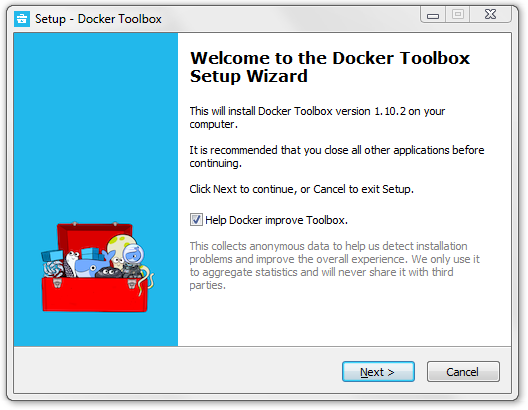 Setup - Docker Toolbox
Welcome to the Docker Toolbox
Setup Wizard
This will install Docker Toolbox version 1.10.2 on your
computer.
It is recommended that you close all other applications before
continuing.
Click Next to continue, or Cancel to exit Setup.
Help Docker improve Toolbox.
This collects anonymous data to help us detect installation
problems and improve the overall experience. We only use it
to aggregate statistics and will never share it with third
parties.
Next >
Cancel